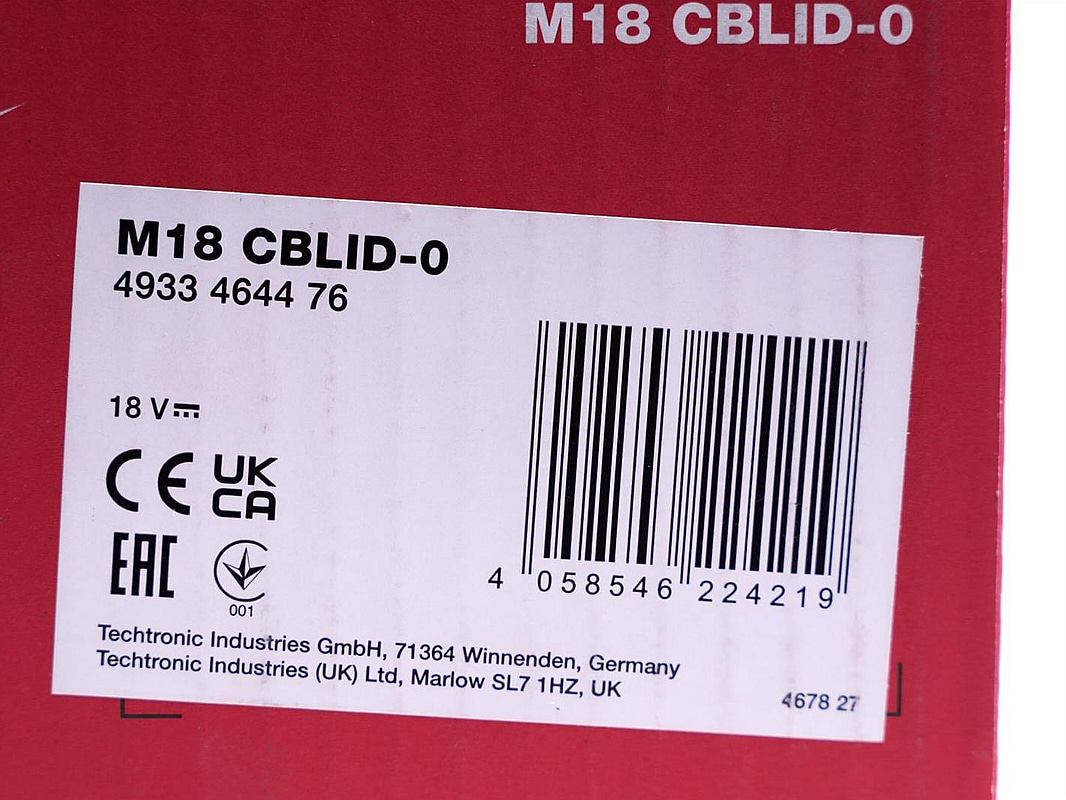 M18 CBLID-0
M18 CBLID-0
4933 4644 76
18 V⎓
CE UK
CA
EAC
001
4 058546 224219
Techtronic Industries GmbH, 71364 Winnenden, Germany
Techtronic Industries (UK) Ltd, Marlow SL7 1HZ, UK
4678 27